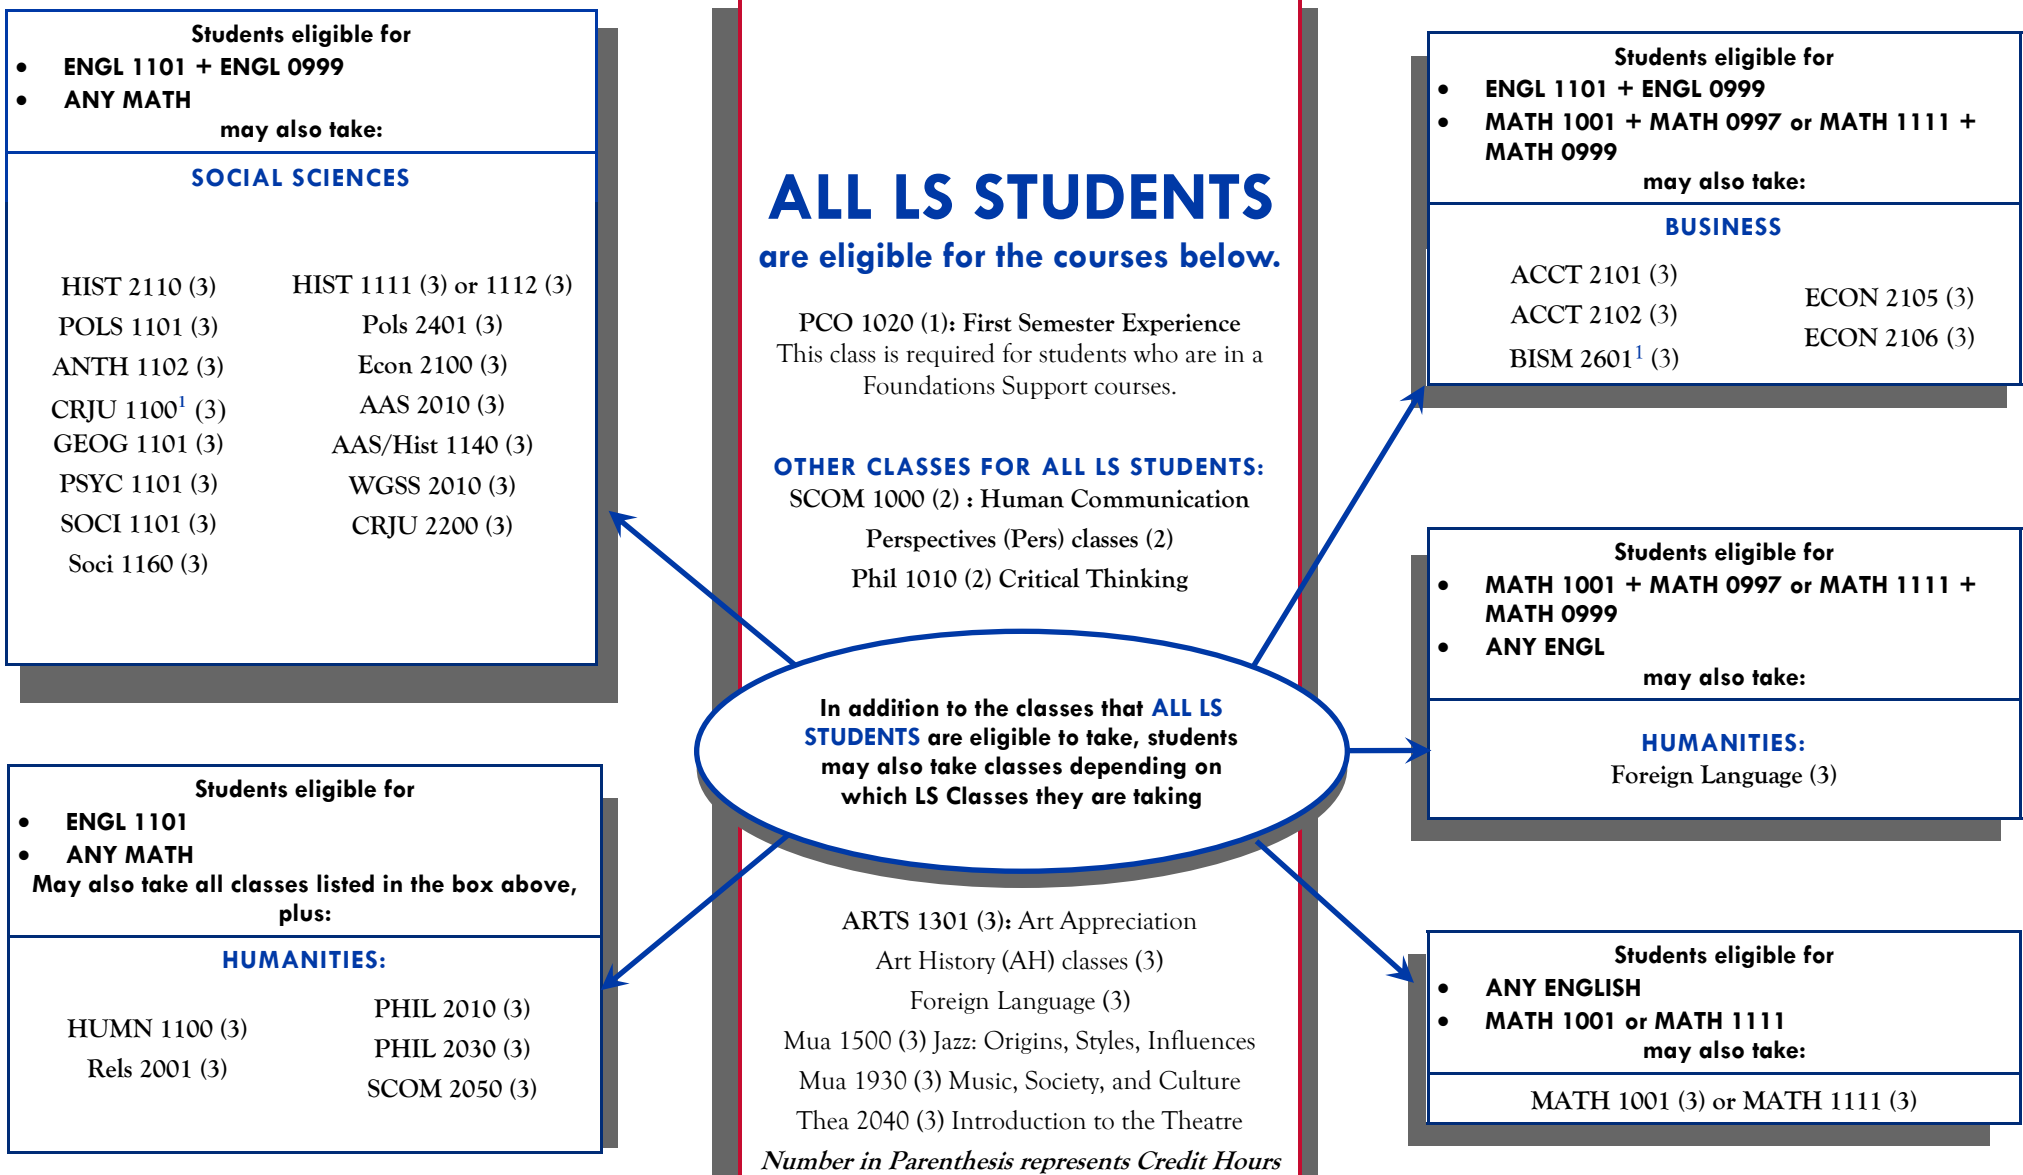 Students eligible for
• ENGL 1101 + ENGL 0999
• ANY MATH
may also take:
SOCIAL SCIENCES
HIST 2110 (3)
POLS 1101 (3)
ANTH 1102 (3)
CRJU 1100¹ (3)
GEOG 1101 (3)
PSYC 1101 (3)
SOCI 1101 (3)
Soci 1160 (3)
HIST 1111 (3) or 1112 (3)
Pols 2401 (3)
Econ 2100 (3)
AAS 2010 (3)
AAS/Hist 1140 (3)
WGSS 2010 (3)
CRJU 2200 (3)
Students eligible for
• ENGL 1101
• ANY MATH
May also take all classes listed in the box above,
plus:
HUMANITIES:
HUMN 1100 (3)
Rels 2001 (3)
PHIL 2010 (3)
PHIL 2030 (3)
SCOM 2050 (3)
ALL LS STUDENTS
are eligible for the courses below.
PCO 1020 (1): First Semester Experience
This class is required for students who are in a
Foundations Support courses.
OTHER CLASSES FOR ALL LS STUDENTS:
SCOM 1000 (2) : Human Communication
Perspectives (Pers) classes (2)
Phil 1010 (2) Critical Thinking
In addition to the classes that ALL LS
STUDENTS are eligible to take, students
may also take classes depending on
which LS Classes they are taking
ARTS 1301 (3): Art Appreciation
Art History (AH) classes (3)
Foreign Language (3)
Mua 1500 (3) Jazz: Origins, Styles, Influences
Mua 1930 (3) Music, Society, and Culture
Thea 2040 (3) Introduction to the Theatre
Number in Parenthesis represents Credit Hours
Students eligible for
• ENGL 1101 + ENGL 0999
• MATH 1001 + MATH 0997 or MATH 1111 +
MATH 0999
may also take:
BUSINESS
ACCT 2101 (3)
ACCT 2102 (3)
BISM 2601¹ (3)
ECON 2105 (3)
ECON 2106 (3)
Students eligible for
• MATH 1001 + MATH 0997 or MATH 1111 +
MATH 0999
• ANY ENGL
may also take:
HUMANITIES:
Foreign Language (3)
Students eligible for
• ANY ENGLISH
• MATH 1001 or MATH 1111
may also take:
MATH 1001 (3) or MATH 1111 (3)